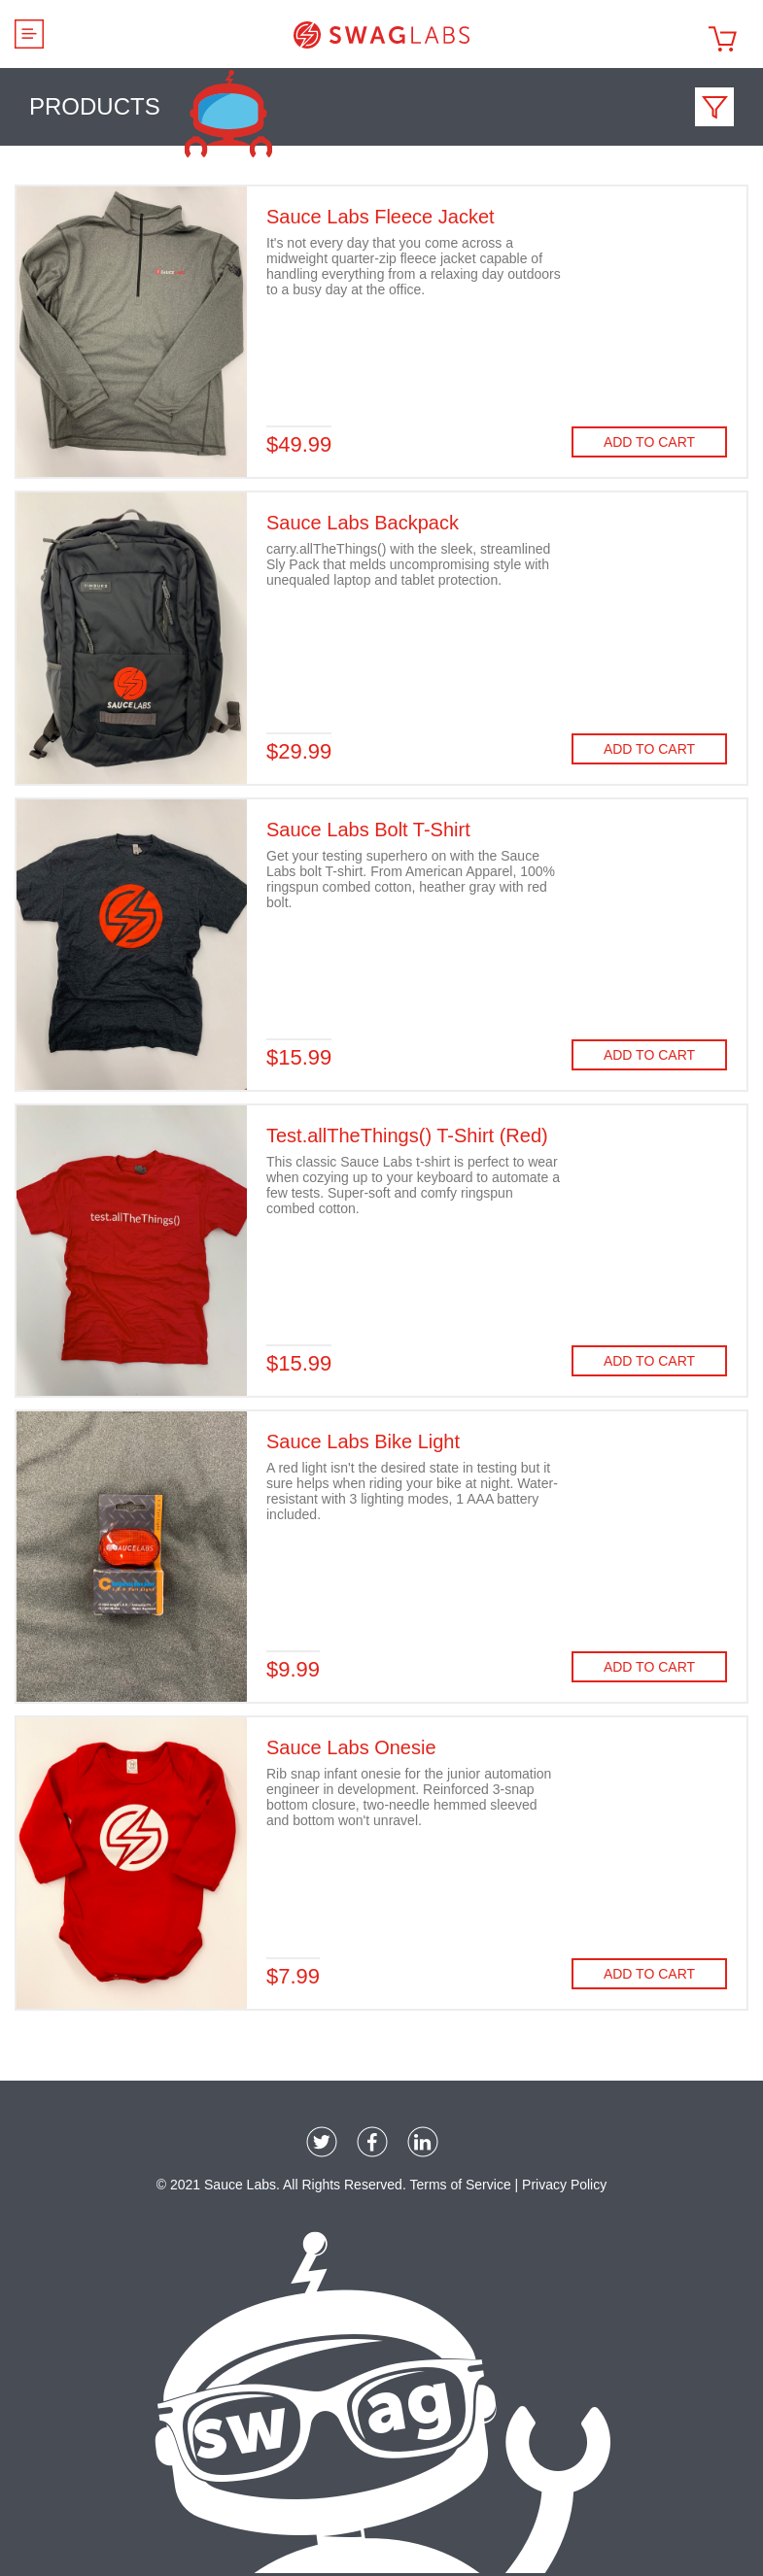 SWAGLABS
PRODUCTS
Sauce Labs Fleece Jacket
It's not every day that you come across a
midweight quarter-zip fleece jacket capable of
handling everything from a relaxing day outdoors
to a busy day at the office.
$49.99
ADD TO CART
SAUCELABS
Sauce Labs Backpack
carry.allTheThings() with the sleek, streamlined
Sly Pack that melds uncompromising style with
unequaled laptop and tablet protection.
$29.99
ADD TO CART
Sauce Labs Bolt T-Shirt
Get your testing superhero on with the Sauce
Labs bolt T-shirt. From American Apparel, 100%
ringspun combed cotton, heather gray with red
bolt.
$15.99
ADD TO CART
test.allTheThings()
Test.allTheThings() T-Shirt (Red)
This classic Sauce Labs t-shirt is perfect to wear
when cozying up to your keyboard to automate a
few tests. Super-soft and comfy ringspun
combed cotton.
$15.99
ADD TO CART
SAUCELABS
Sauce Labs Bike Light
A red light isn't the desired state in testing but it
sure helps when riding your bike at night. Water-
resistant with 3 lighting modes, 1 AAA battery
included.
$9.99
ADD TO CART
Sauce Labs Onesie
Rib snap infant onesie for the junior automation
engineer in development. Reinforced 3-snap
bottom closure, two-needle hemmed sleeved
and bottom won't unravel.
$7.99
ADD TO CART
© 2021 Sauce Labs. All Rights Reserved. Terms of Service | Privacy Policy
swag